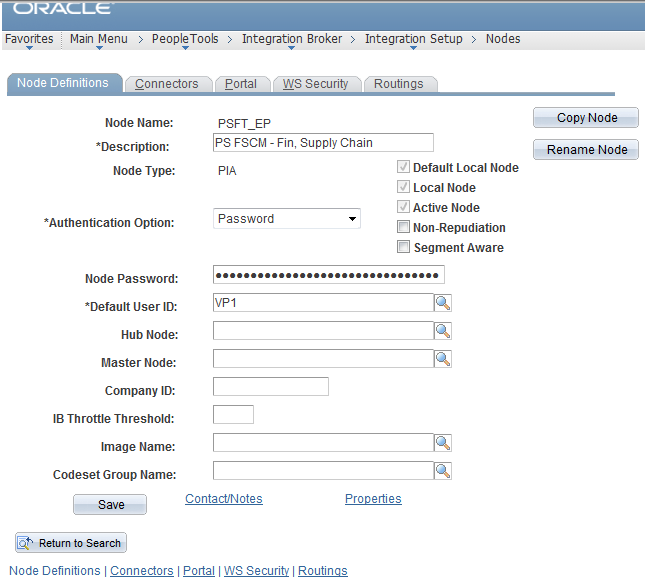 ORACLE
Favorites Main Menu > PeopleTools > Integration Broker > Integration Setup > Nodes
Node Definitions Connectors Portal WS Security Routings
Node Name: PSFT_EP Copy Node
*Description: PS FSCM - Fin, Supply Chain Rename Node
Node Type: PIA Default Local Node
Local Node
Active Node
*Authentication Option: Password Non-Repudiation
Segment Aware
Node Password: ••••••••••••••••••••••••••••••••
*Default User ID: VP1
Hub Node:
Master Node:
Company ID:
IB Throttle Threshold:
Image Name:
Codeset Group Name:
Save Contact/Notes Properties
Return to Search
Node Definitions | Connectors | Portal | WS Security | Routings